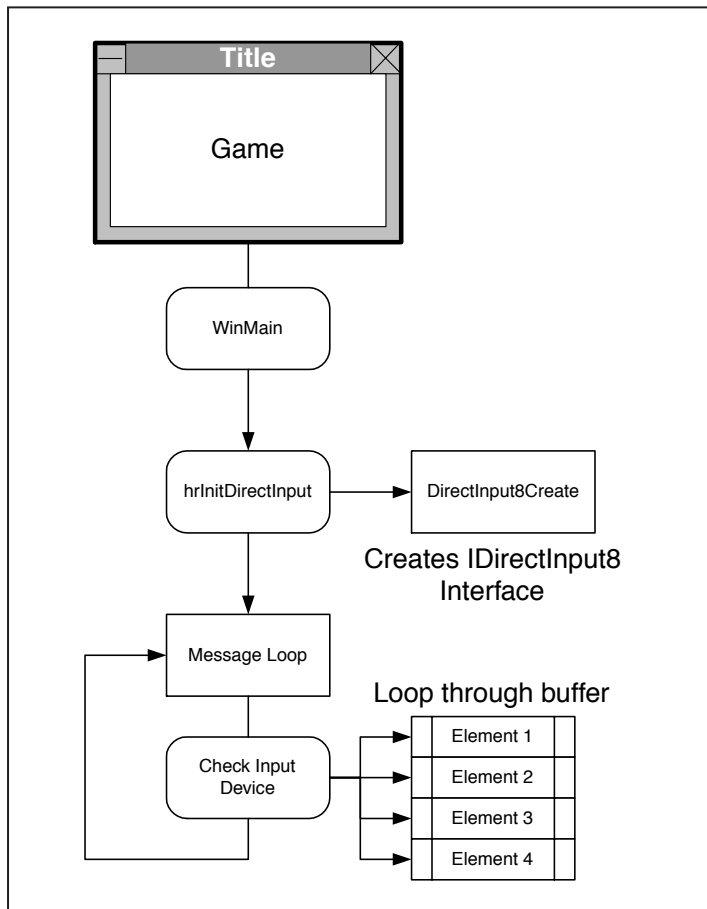 Title
Game
WinMain
hrInitDirectInput
DirectInput8Create
Creates IDirectInput8
Interface
Message Loop
Loop through buffer
Check Input
Device
Element 1
Element 2
Element 3
Element 4